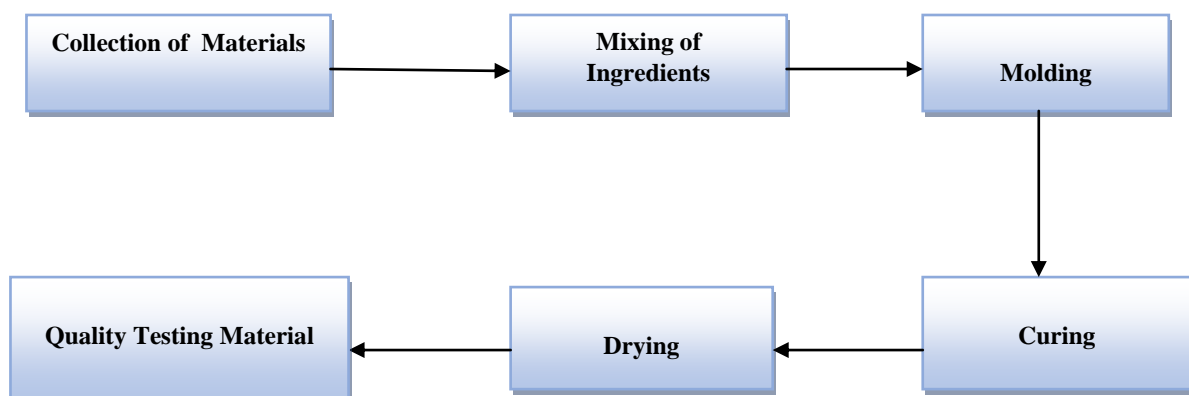 Collection of Materials
Mixing of
Ingredients
Molding
Curing
Drying
Quality Testing Material